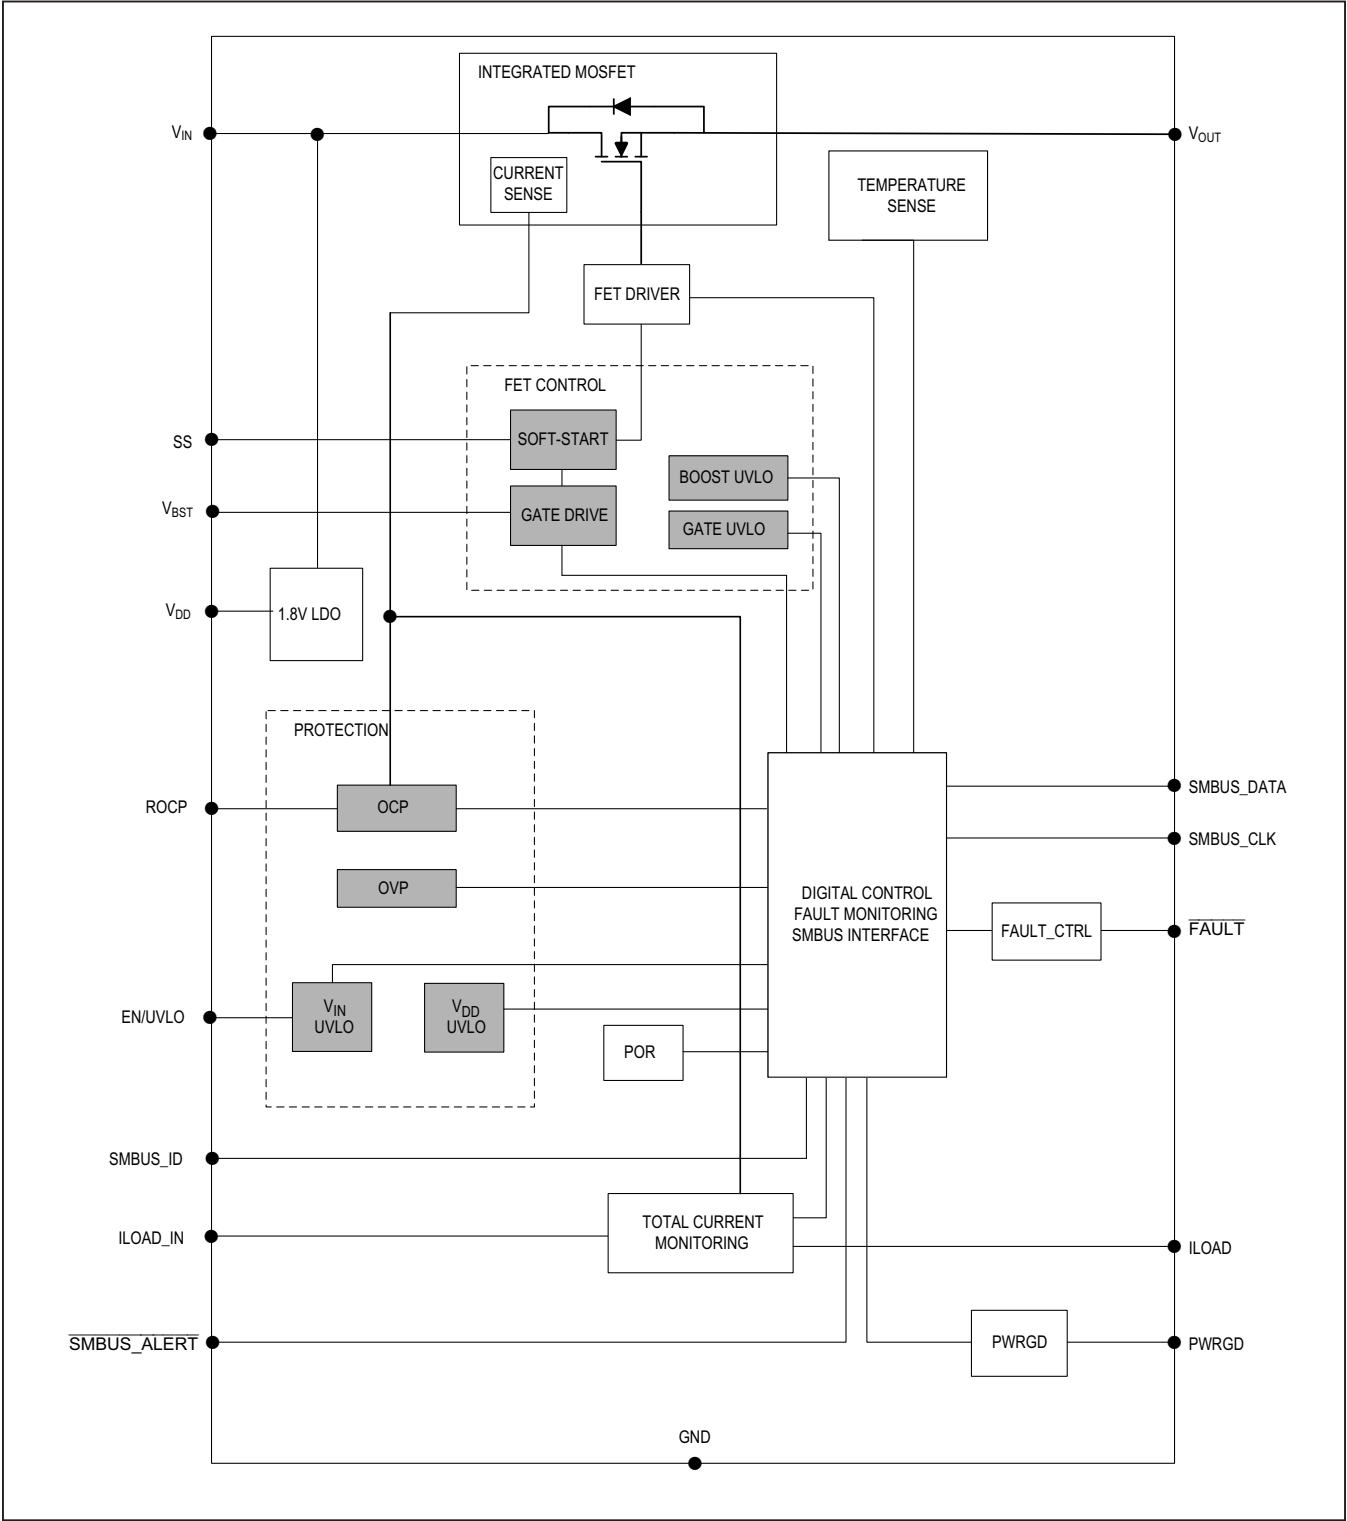 INTEGRATED MOSFET
VIN
VOUT
CURRENT
SENSE
TEMPERATURE
SENSE
FET DRIVER
FET CONTROL
SS
SOFT-START
BOOST UVLO
VBST
GATE DRIVE
GATE UVLO
VDD
1.8V LDO
PROTECTION
ROCP
OCP
SMBUS_DATA
SMBUS_CLK
OVP
DIGITAL CONTROL
FAULT MONITORING
SMBUS INTERFACE
FAULT_CTRL
FAULT
EN/UVLO
VIN
UVLO
VDD
UVLO
POR
SMBUS_ID
ILOAD_IN
TOTAL CURRENT
MONITORING
ILOAD
SMBUS_ALERT
PWRGD
PWRGD
GND